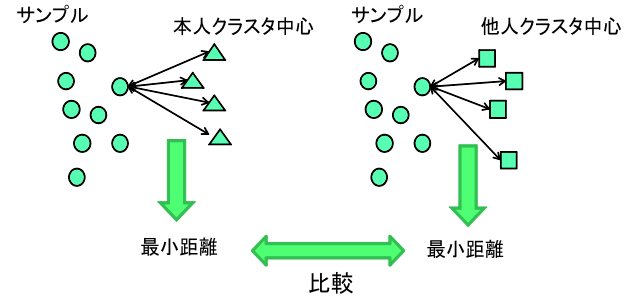 サンプル
本人クラスタ中心
サンプル
他人クラスタ中心
最小距離
最小距離
比較